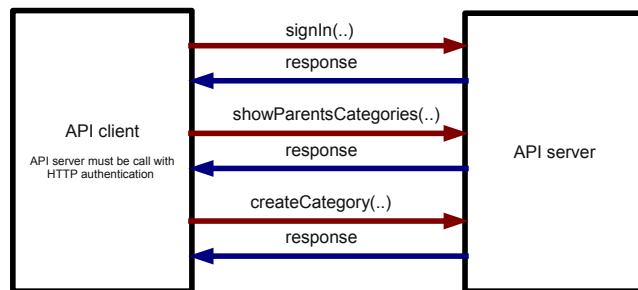 signIn(..)
response
showParentsCategories(..)
API client
response
API server
API server must be call with
HTTP authentication
createCategory(..)
response